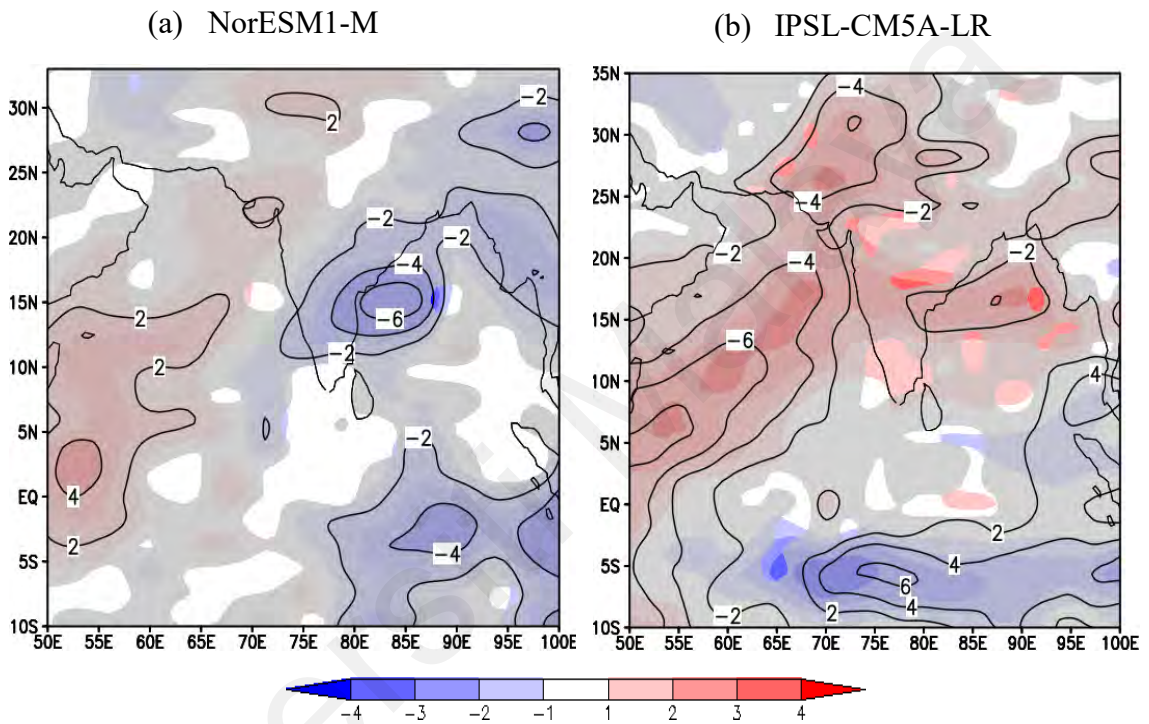 (a) NorESM1-M
(b) IPSL-CM5A-LR
30N
25N
20N
15N
10N
5N
EQ
5S
10S
50E 55E 60E 65E 70E 75E 80E 85E 90E 95E 100E
2
-2
-2
-2
-4
-6
2
2
-2
-2
4
2
-4
35N
30N
25N
20N
15N
10N
5N
EQ
5S
10S
50E 55E 60E 65E 70E 75E 80E 85E 90E 95E 100E
-4
-4
-2
-2
-4
-2
-6
4
2
4
6
-2
2
4
-4 -3 -2 -1 1 2 3 4